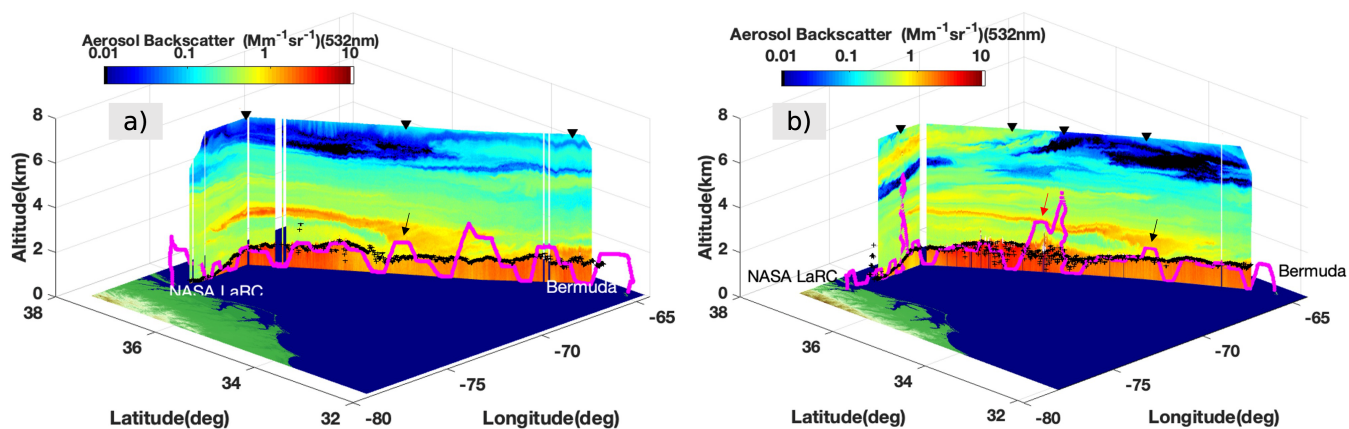 Aerosol Backscatter (Mm⁻¹sr⁻¹)(532nm)
0.01 0.1 1 10
a)
8
6
4
2
0
Altitude(km)
NASA LaRC
Bermuda
38
36
34
32
-80
-75
-70
-65
Latitude(deg)
Longitude(deg)
Aerosol Backscatter (Mm⁻¹sr⁻¹)(532nm)
0.01 0.1 1 10
b)
8
6
4
2
0
Altitude(km)
NASA LaRC
Bermuda
38
36
34
32
-80
-75
-70
-65
Latitude(deg)
Longitude(deg)